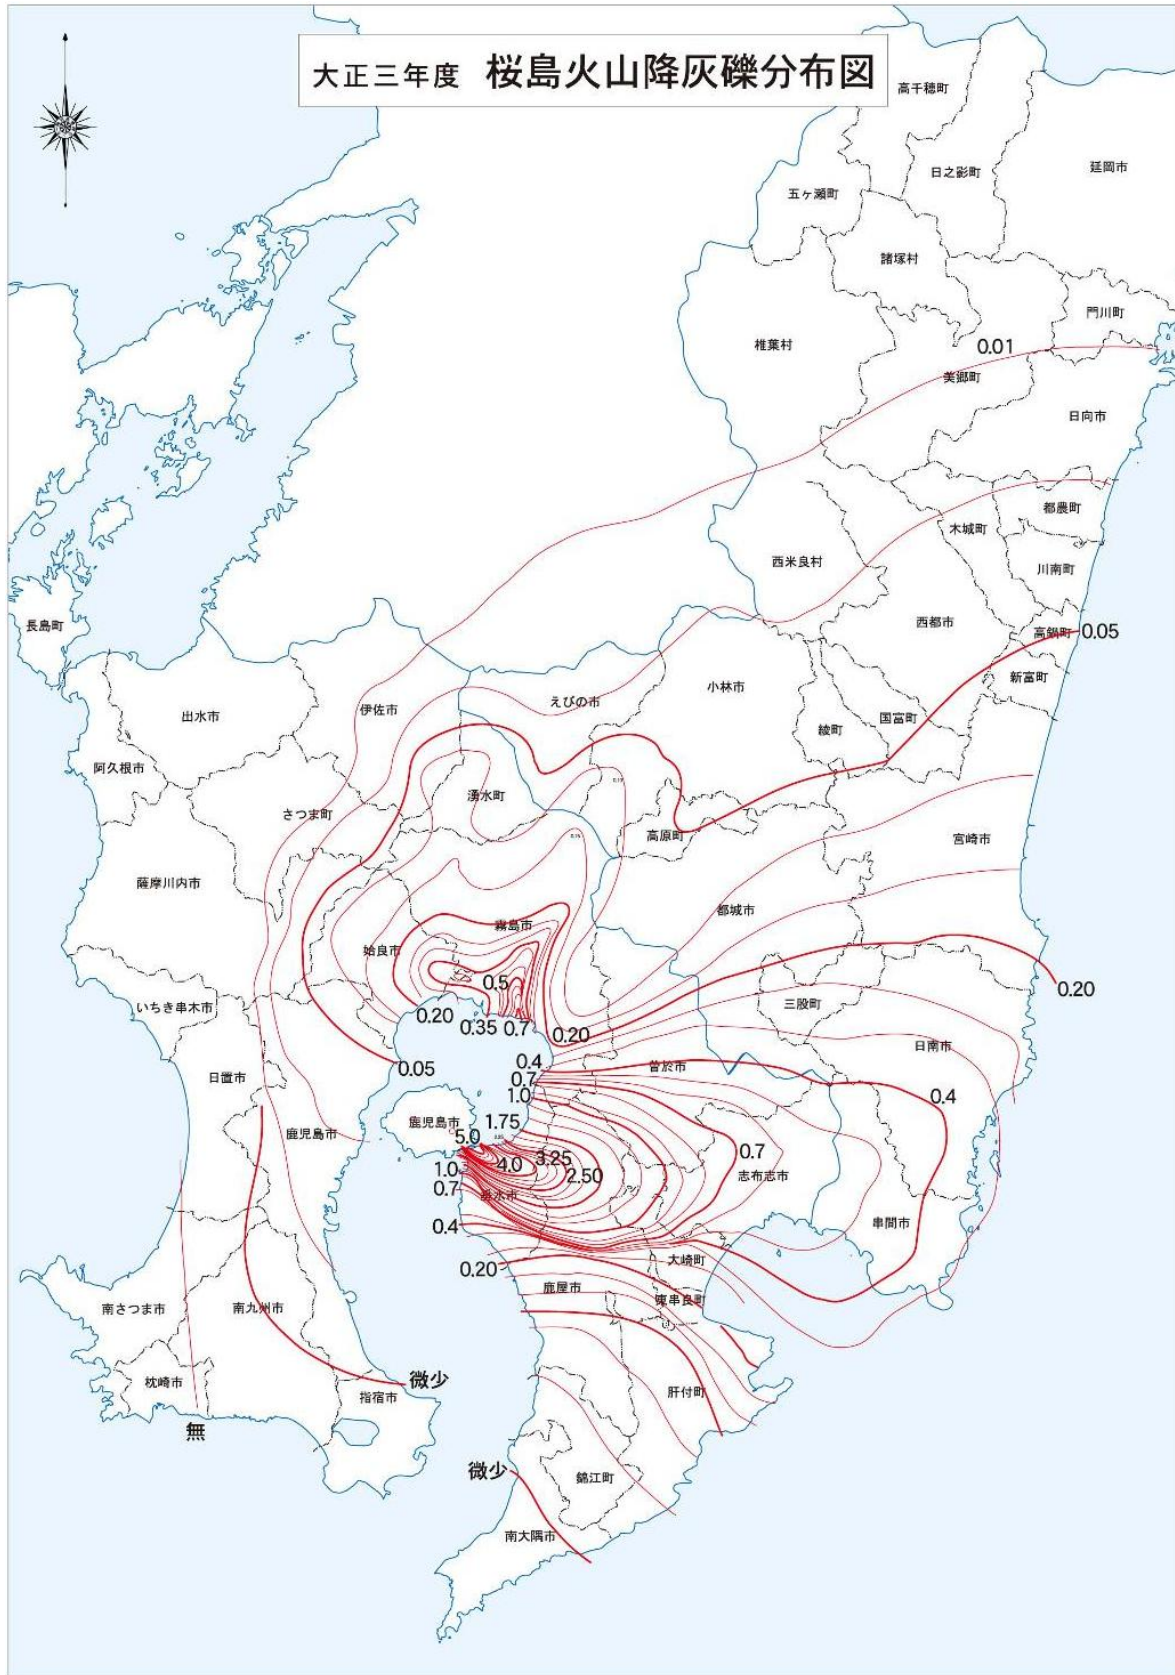 大正三年度 桜島火山降灰礫分布図
高千穂町
日之影町
延岡市
五ヶ瀬町
諸塚村
門川町
椎葉村
0.01
美郷町
日向市
都農町
木城町
西米良村
川南町
長島町
西都市
高鍋町
0.05
新富町
小林市
えびの市
伊佐市
出水市
国富町
綾町
阿久根市
湧水町
さつま町
高原町
宮崎市
薩摩川内市
都城市
霧島市
姶良市
0.5
0.20
いちき串木市
三股町
0.20
0.35
0.7
0.20
日南市
0.4
曽於市
0.05
日置市
0.7
1.0
0.4
鹿児島市
1.75
鹿児島市
5.0
0.7
3.25
4.0
1.0
2.50
志布志市
0.7
垂水市
串間市
0.4
大崎町
0.20
鹿屋市
東串良町
南さつま市
南九州市
微少
枕崎市
指宿市
肝付町
無
微少
錦江町
南大隅市